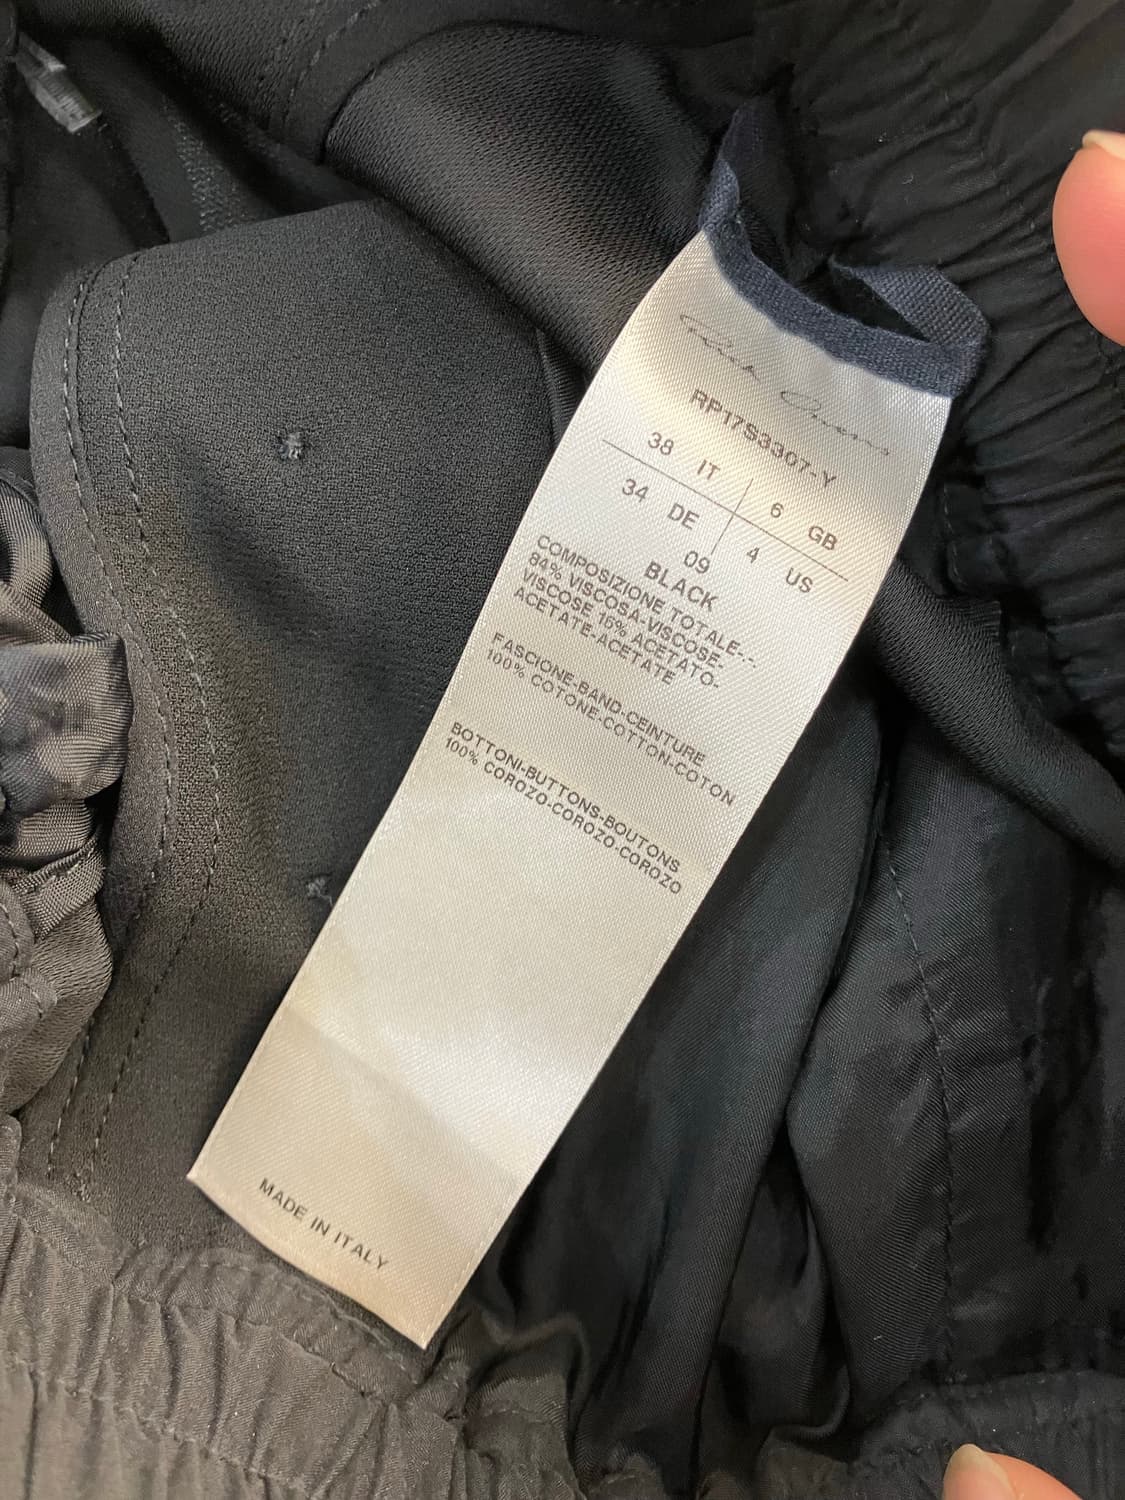 Rick Owens
RP17S3307-Y
38 IT 6 GB
34 DE 4 US
09
BLACK
COMPOSIZIONE TOTALE--
84% VISCOSA-VISCOSE-
VISCOSE 16% ACETATO-
ACETATE-ACETATE
FASCIONE-BAND-CEINTURE
100% COTONE-COTTON-COTON
BOTTONI-BUTTONS-BOUTONS
100% COROZO-COROZO-COROZO
MADE IN ITALY